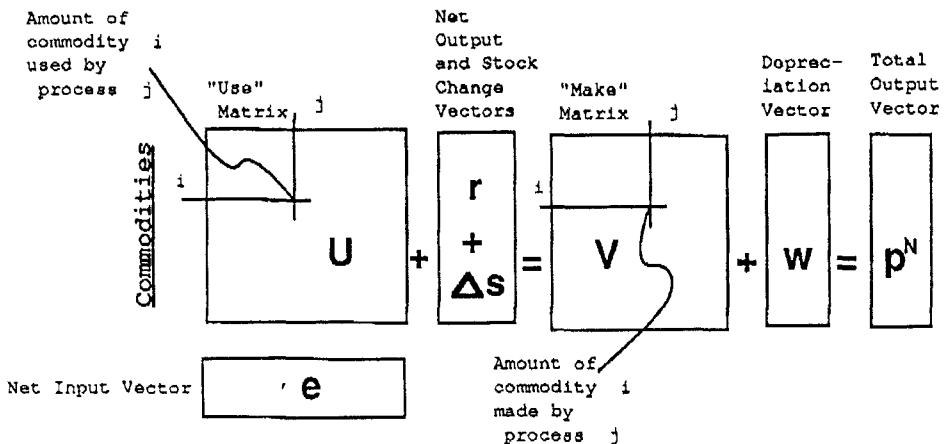 Amount of
commodity i
used by
process j
"Use"
Matrix j
Net
Output
and Stock
Change
Vectors
"Make"
Matrix j
Doprec-
iation
Vector
Total
Output
Vector
Commodities
i
U
+
r
+
Δs
=
i
V
+
w
=
p^N
Net Input Vector
e
Amount of
commodity i
made by
process j